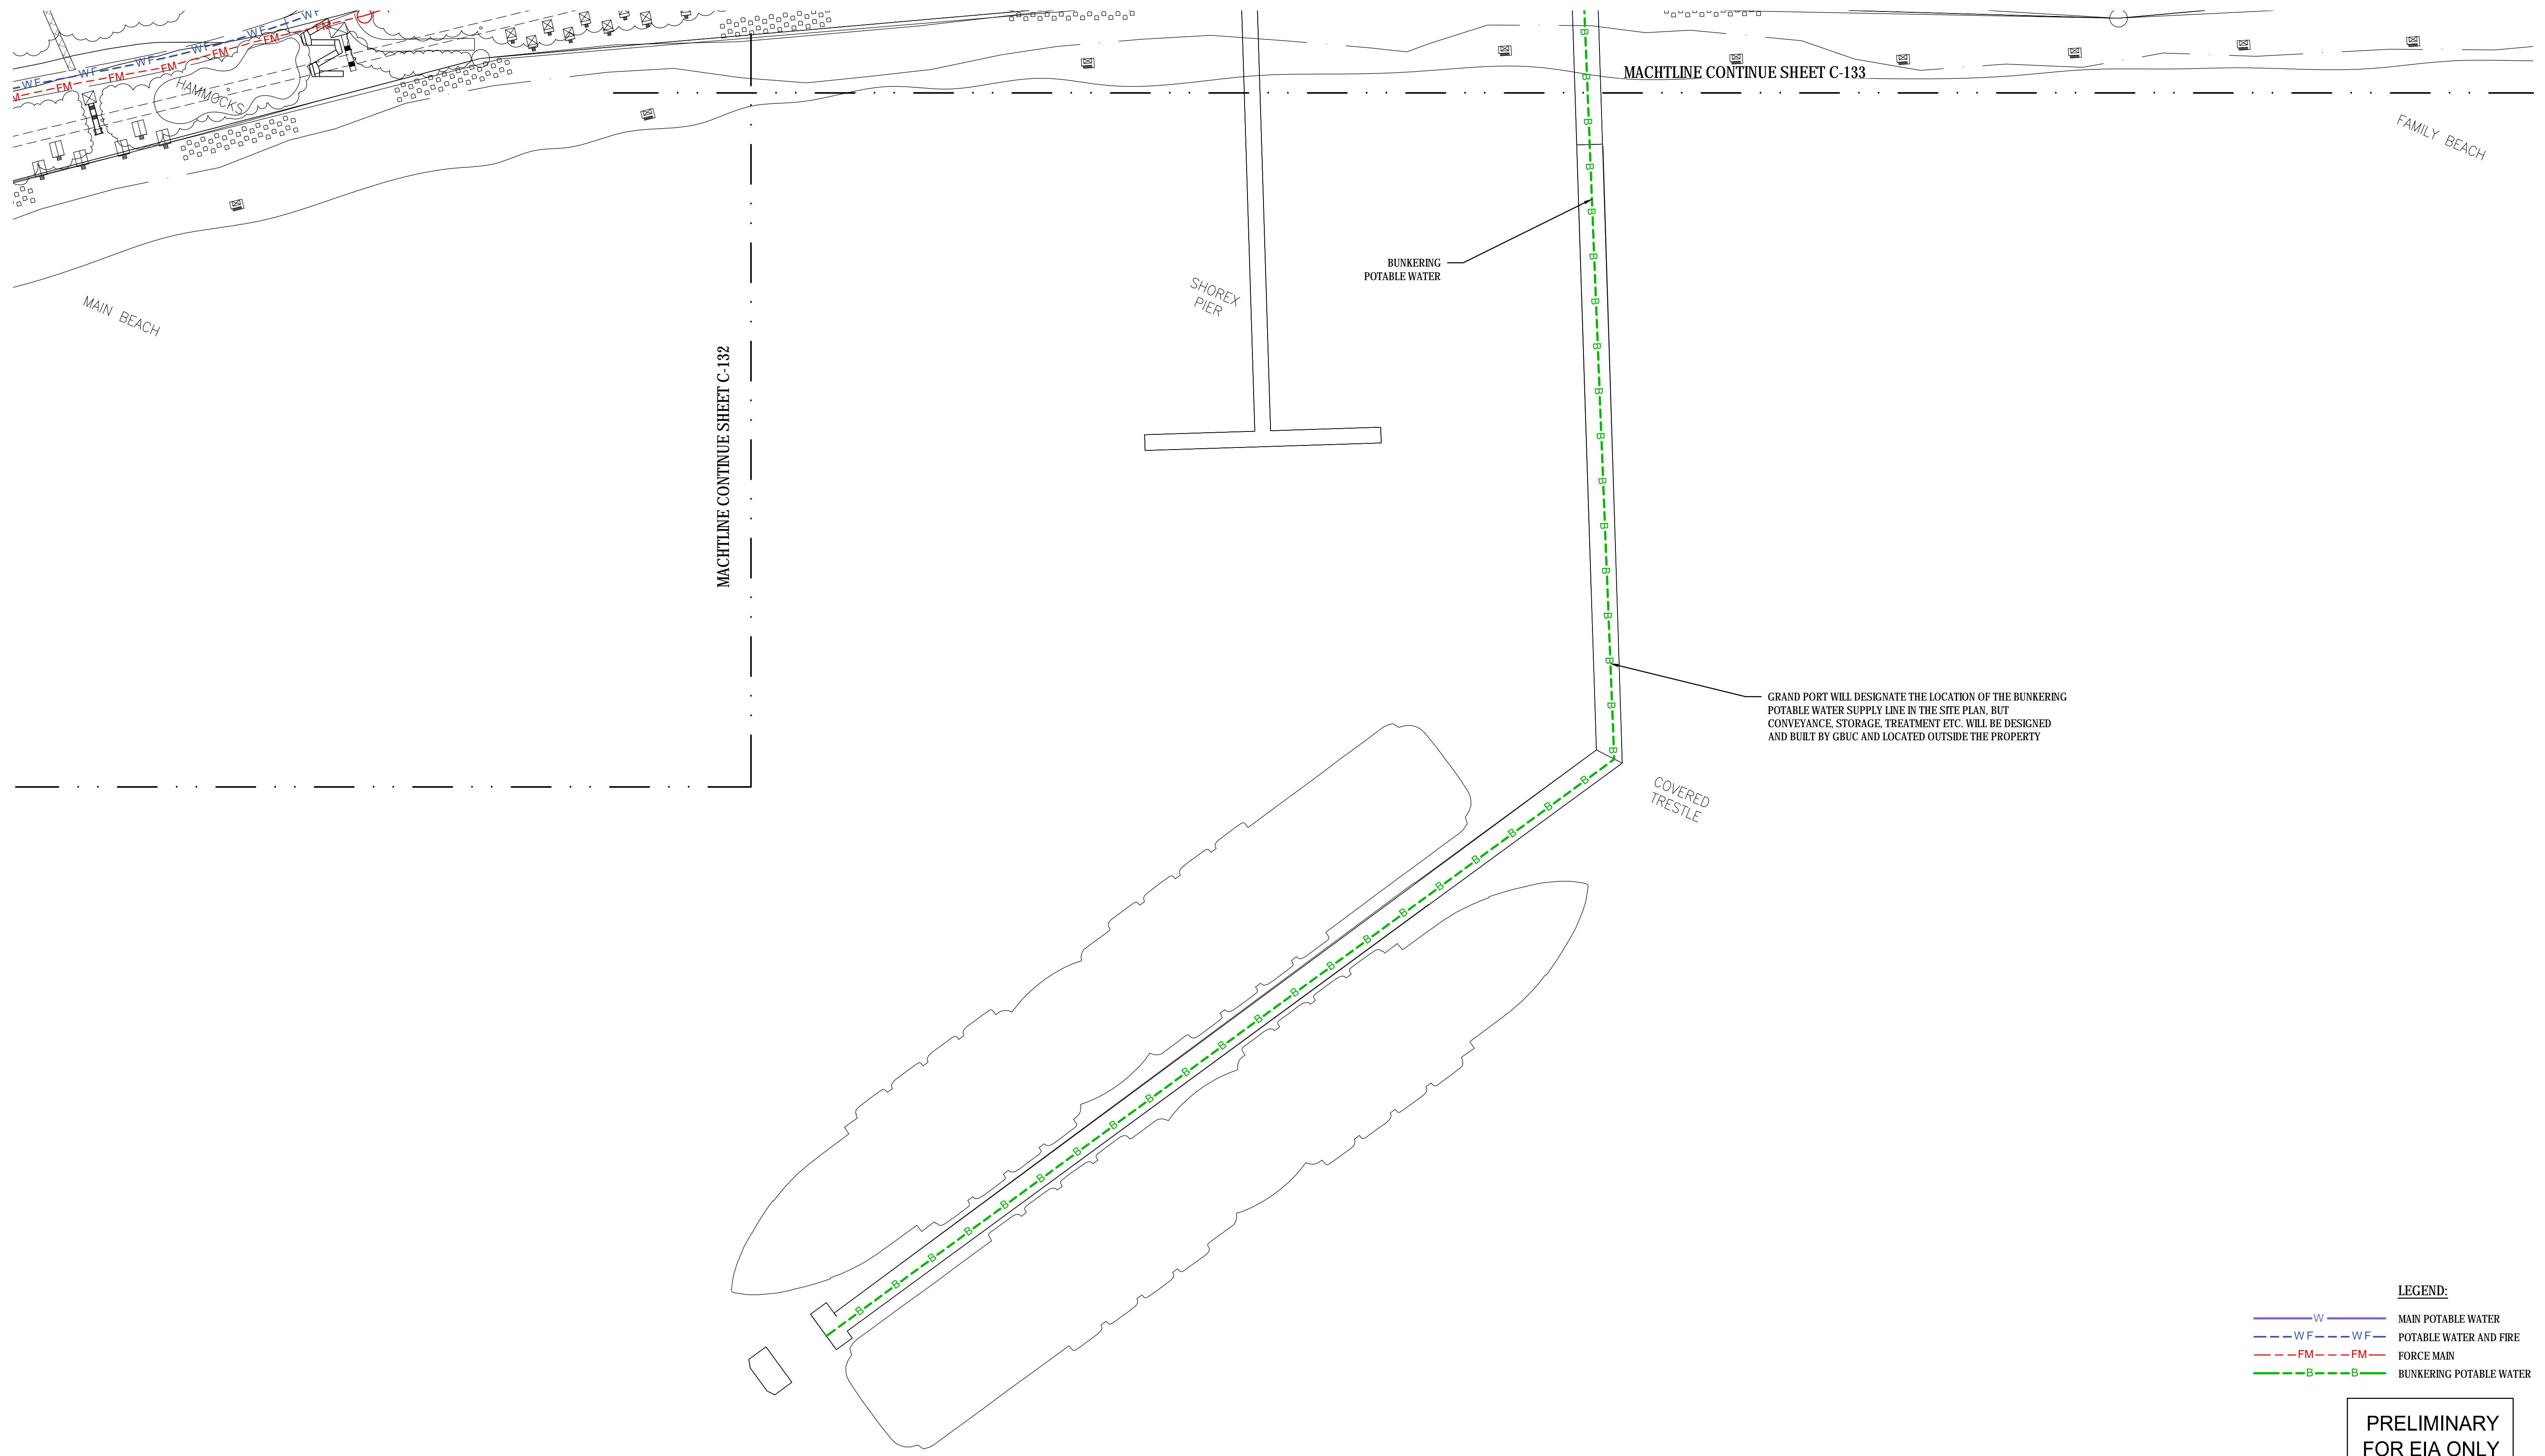 MACHTLINE CONTINUE SHEET C-133
HAMMOCKS
FAMILY BEACH
MAIN BEACH
BUNKERING
POTABLE WATER
SHOREX
PIER
MACHTLINE CONTINUE SHEET C-132
GRAND PORT WILL DESIGNATE THE LOCATION OF THE BUNKERING
POTABLE WATER SUPPLY LINE IN THE SITE PLAN, BUT
CONVEYANCE, STORAGE, TREATMENT ETC. WILL BE DESIGNED
AND BUILT BY GBUC AND LOCATED OUTSIDE THE PROPERTY
COVERED
TRESTLE
LEGEND:
W MAIN POTABLE WATER
WF WF POTABLE WATER AND FIRE
FM FM FORCE MAIN
B B BUNKERING POTABLE WATER
PRELIMINARY
FOR EIA ONLY